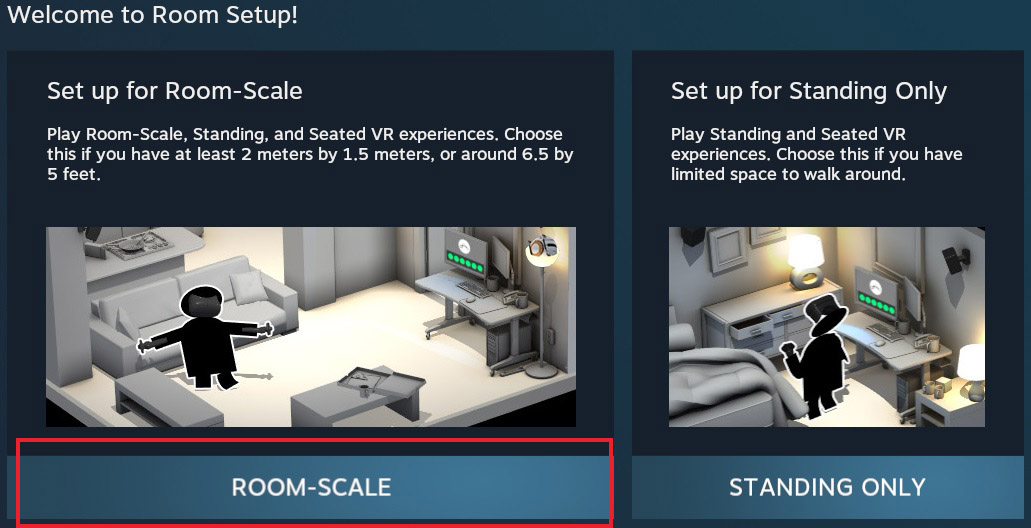 Welcome to Room Setup!
Set up for Room-Scale
Play Room-Scale, Standing, and Seated VR experiences. Choose
this if you have at least 2 meters by 1.5 meters, or around 6.5 by
5 feet.
ROOM-SCALE
Set up for Standing Only
Play Standing and Seated VR
experiences. Choose this if you have
limited space to walk around.
STANDING ONLY